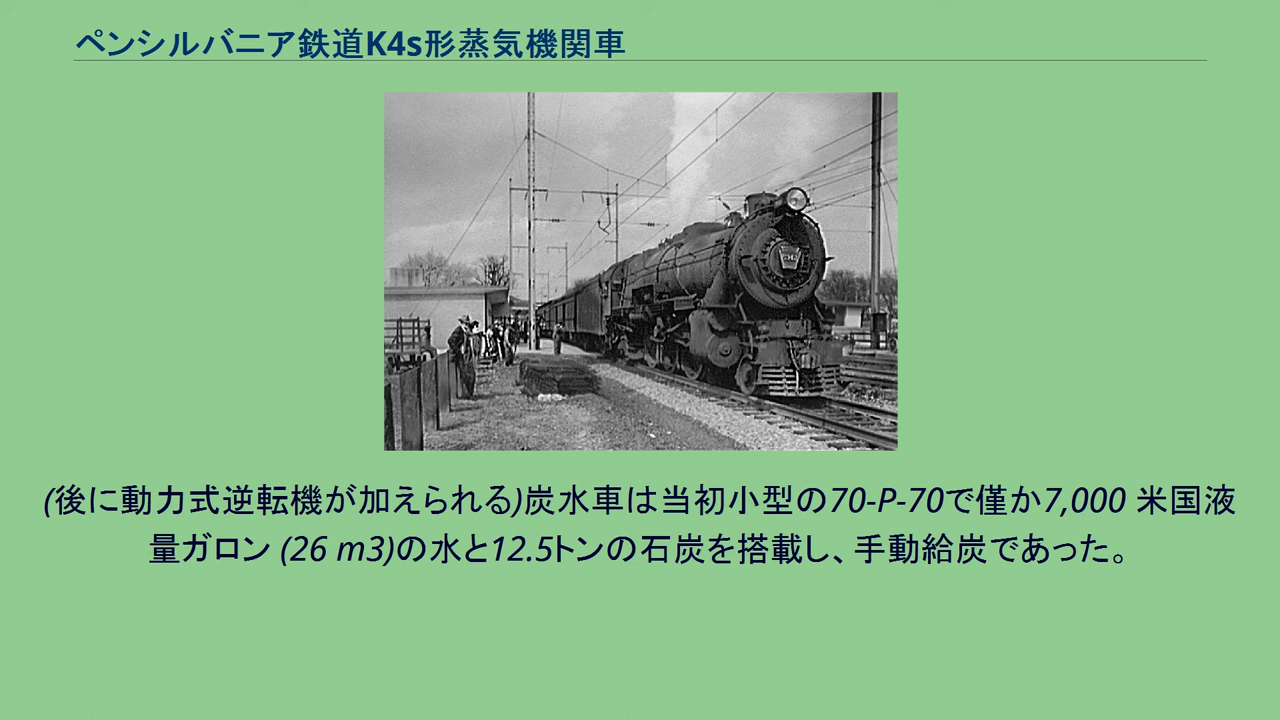 ペンシルバニア鉄道K4s形蒸気機関車
(後に動力式逆転機が加えられる)炭水車は当初小型の70-P-70で僅か7,000 米国液
量ガロン (26 m3)の水と12.5トンの石炭を搭載し、手動給炭であった。